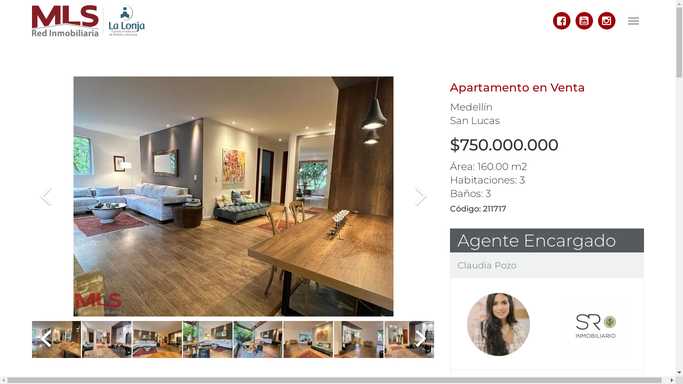 MLS
Red Inmobiliaria
La Lonja
Apartamento en Venta
Medellín
San Lucas
$750.000.000
Área: 160.00 m2
Habitaciones: 3
Baños: 3
Código: 211717
MLS
Agente Encargado
Claudia Pozo
SR
INMOBILIARIO